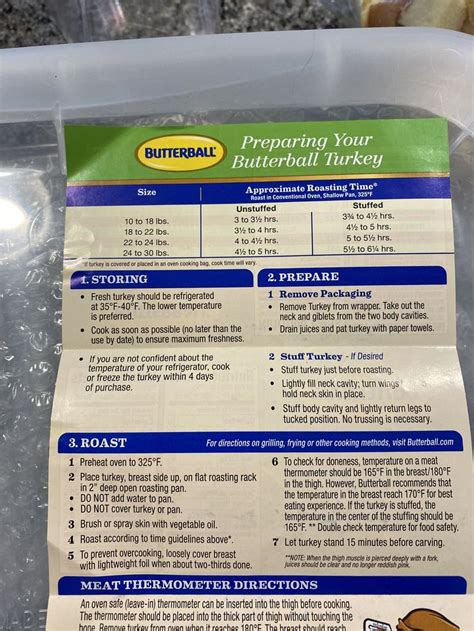 BUTTERBALL
Preparing Your
Butterball Turkey
Size
Approximate Roasting Time*
Roast in Conventional Oven, Shallow Pan, 325°F
Unstuffed
Stuffed
10 to 18 lbs. 3 to 3½ hrs. 3¾ to 4½ hrs.
18 to 22 lbs. 3½ to 4 hrs. 4½ to 5 hrs.
22 to 24 lbs. 4 to 4½ hrs. 5 to 5½ hrs.
24 to 30 lbs. 4½ to 5 hrs. 5½ to 6¼ hrs.
*If turkey is covered or placed in an oven cooking bag, cook time will vary.
1. STORING
• Fresh turkey should be refrigerated
at 35°F-40°F. The lower temperature
is preferred.
• Cook as soon as possible (no later than the
use by date) to ensure maximum freshness.
• If you are not confident about the
temperature of your refrigerator, cook
or freeze the turkey within 4 days
of purchase.
2. PREPARE
1 Remove Packaging
• Remove Turkey from wrapper. Take out the
neck and giblets from the two body cavities.
• Drain juices and pat turkey with paper towels.
2 Stuff Turkey - If Desired
• Stuff turkey just before roasting.
• Lightly fill neck cavity; turn wings
hold neck skin in place.
• Stuff body cavity and lightly return legs to
tucked position. No trussing is necessary.
3. ROAST
For directions on grilling, frying or other cooking methods, visit Butterball.com
1 Preheat oven to 325°F.
2 Place turkey, breast side up, on flat roasting rack
in 2" deep open roasting pan.
• DO NOT add water to pan.
• DO NOT cover turkey or pan.
3 Brush or spray skin with vegetable oil.
4 Roast according to time guidelines above*.
5 To prevent overcooking, loosely cover breast
with lightweight foil when about two-thirds done.
6 To check for doneness, temperature on a meat
thermometer should be 165°F in the breast/180°F
in the thigh. However, Butterball recommends that
the temperature in the breast reach 170°F for best
eating experience. If the turkey is stuffed, the
temperature in the center of the stuffing should be
165°F. ** Double check temperature for food safety.
7 Let turkey stand 15 minutes before carving.
**NOTE: When the thigh muscle is pierced deeply with a fork,
juices should be clear and no longer reddish pink.
MEAT THERMOMETER DIRECTIONS
An oven safe (leave-in) thermometer can be inserted into the thigh before cooking.
The thermometer should be placed into the thick part of thigh without touching the
bone. Remove turkey from oven when it reaches 180°F. The breast should reach